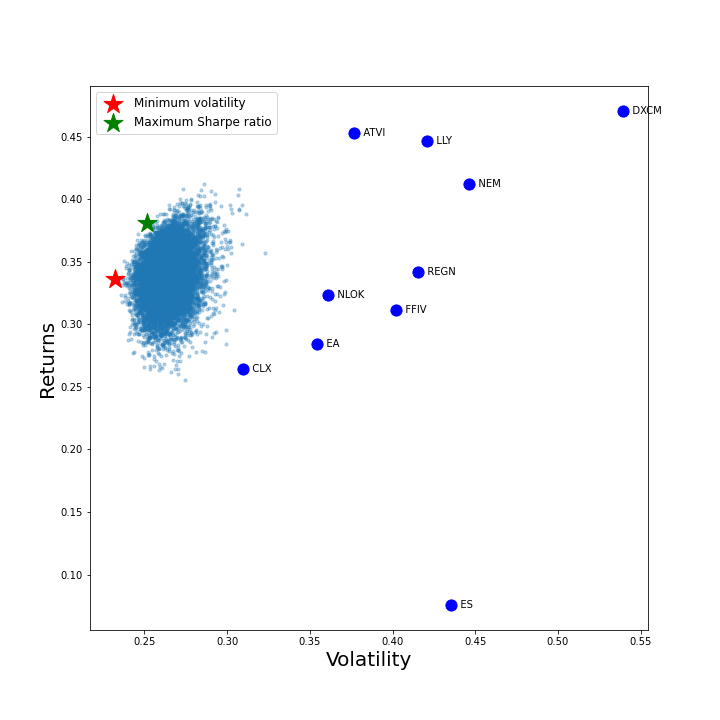 Minimum volatility
Maximum Sharpe ratio
DXCM
ATVI
LLY
NEM
REGN
NLOK
FFIV
EA
CLX
ES
0.45
0.40
0.35
0.30
0.25
0.20
0.15
0.10
Returns
0.25 0.30 0.35 0.40 0.45 0.50 0.55
Volatility